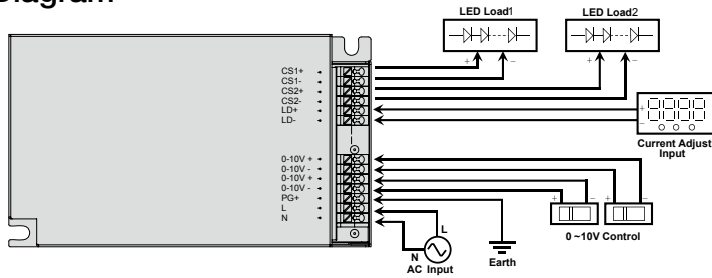 Diagram
LED Load1
LED Load2
+ −
+ −
CS1+
CS1-
CS2+
CS2-
LD+
LD-
+
−
Current Adjust
Input
0-10V +
0-10V -
0-10V +
0-10V -
PG+
L
N
+ −
+ −
0 ~10V Control
L
N
AC Input
Earth